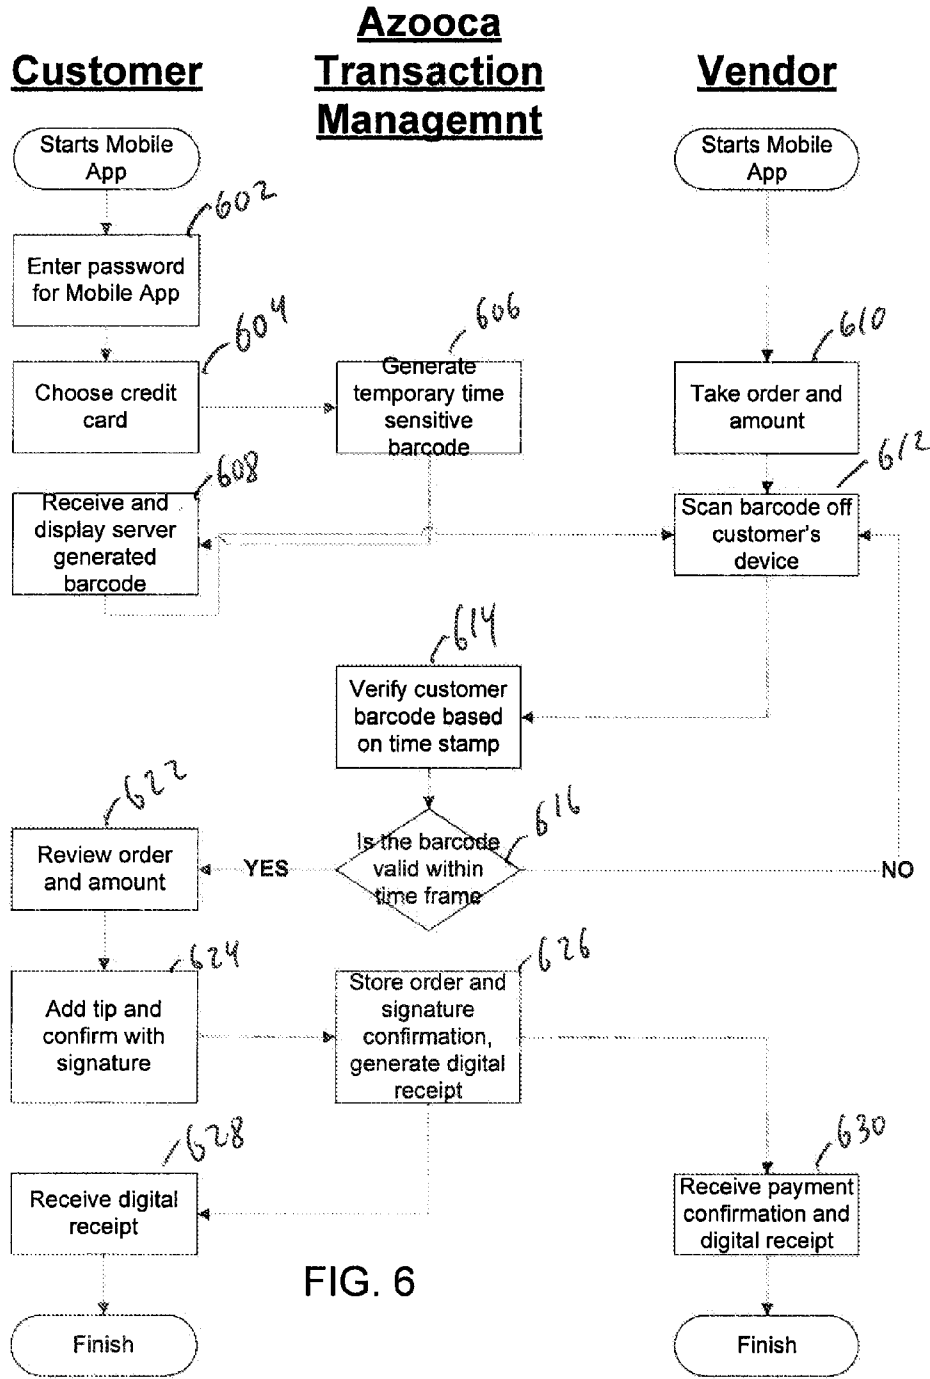 Azooca
Customer
Transaction
Vendor
Managemnt
Starts Mobile
App
Starts Mobile
App
602
Enter password
for Mobile App
604
606
610
Choose credit
card
Generate
temporary time
sensitive
barcode
Take order and
amount
608
612
Receive and
display server
generated
barcode
Scan barcode off
customer's
device
614
Verify customer
barcode based
on time stamp
622
616
Review order
and amount
YES
Is the barcode
valid within
time frame
NO
624
626
Add tip and
confirm with
signature
Store order and
signature
confirmation,
generate digital
receipt
628
630
Receive digital
receipt
Receive payment
confirmation and
digital receipt
FIG. 6
Finish
Finish